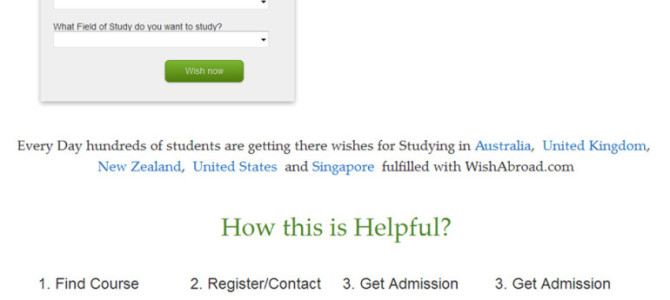 What Field of Study do you want to study?
Wish now
Every Day hundreds of students are getting there wishes for Studying in Australia, United Kingdom,
New Zealand, United States and Singapore fulfilled with WishAbroad.com
How this is Helpful?
1. Find Course 2. Register/Contact 3. Get Admission 3. Get Admission